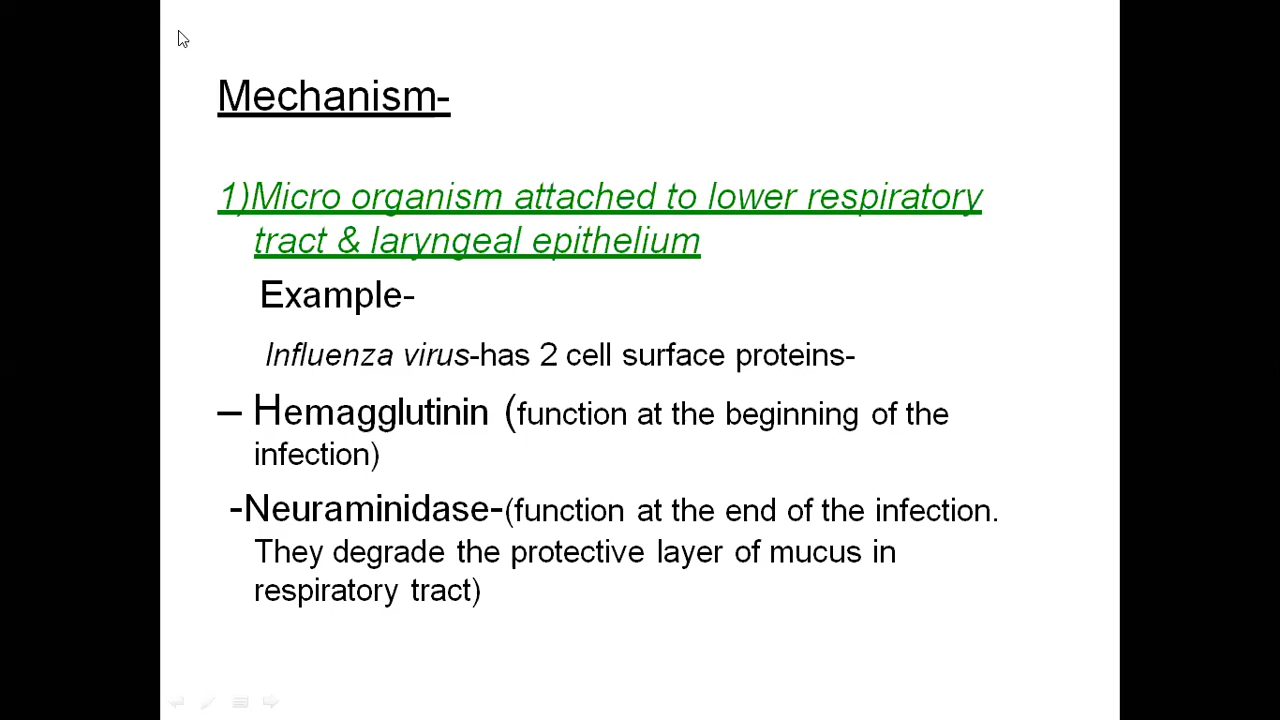 Mechanism-
1)Micro organism attached to lower respiratory
tract & laryngeal epithelium
Example-
Influenza virus-has 2 cell surface proteins-
– Hemagglutinin (function at the beginning of the
infection)
-Neuraminidase-(function at the end of the infection.
They degrade the protective layer of mucus in
respiratory tract)